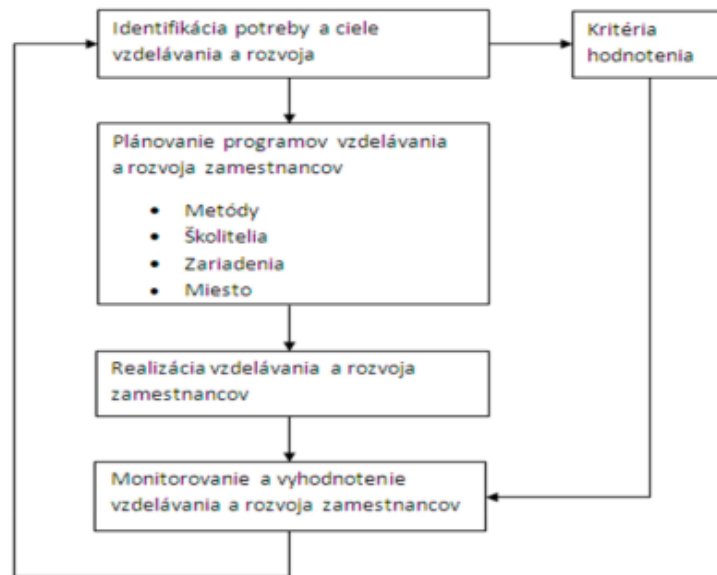 Identifikácia potreby a ciele
vzdelávania a rozvoja
Kritéria
hodnotenia
Plánovanie programov vzdelávania
a rozvoja zamestnancov
• Metódy
• Školitelia
• Zariadenia
• Miesto
Realizácia vzdelávania a rozvoja
zamestnancov
Monitorovanie a vyhodnotenie
vzdelávania a rozvoja zamestnancov